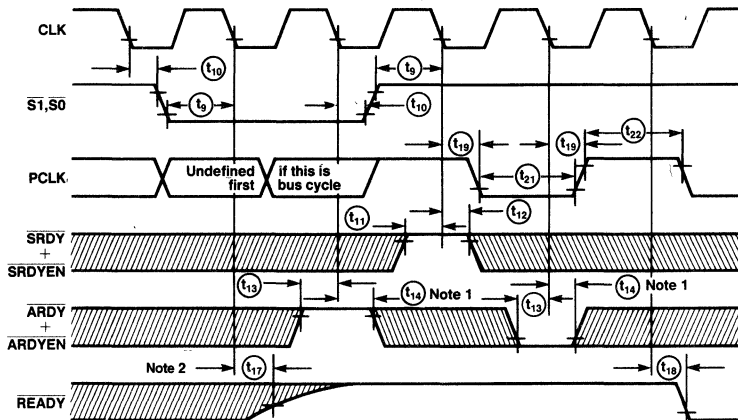 CLK
t10
t9
S1,S0
t9
t10
t19
t19
t22
PCLK
Undefined first
if this is bus cycle
t21
t11
t12
SRDY
+
SRDYEN
t13
t14 Note 1
t13
t14 Note 1
ARDY
+
ARDYEN
Note 2
t17
t18
READY